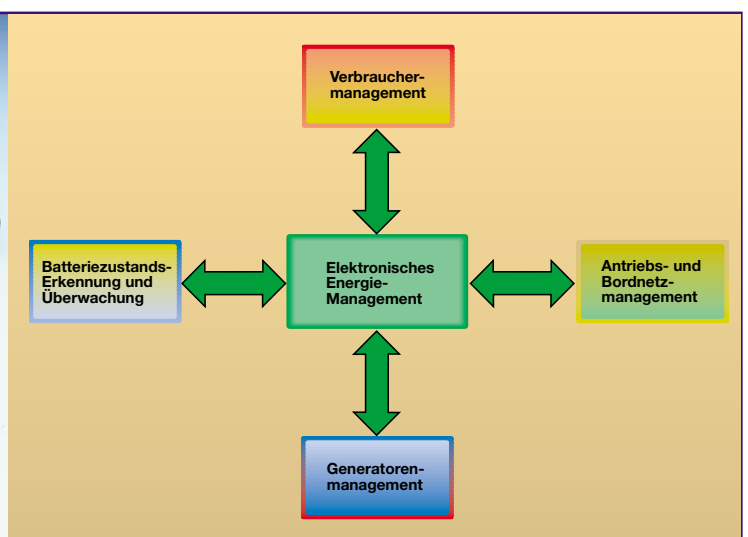 Verbraucher-
management
Batteriezustands-
Erkennung und
Überwachung
Elektronisches
Energie-
Management
Antriebs- und
Bordnetz-
management
Generatoren-
management